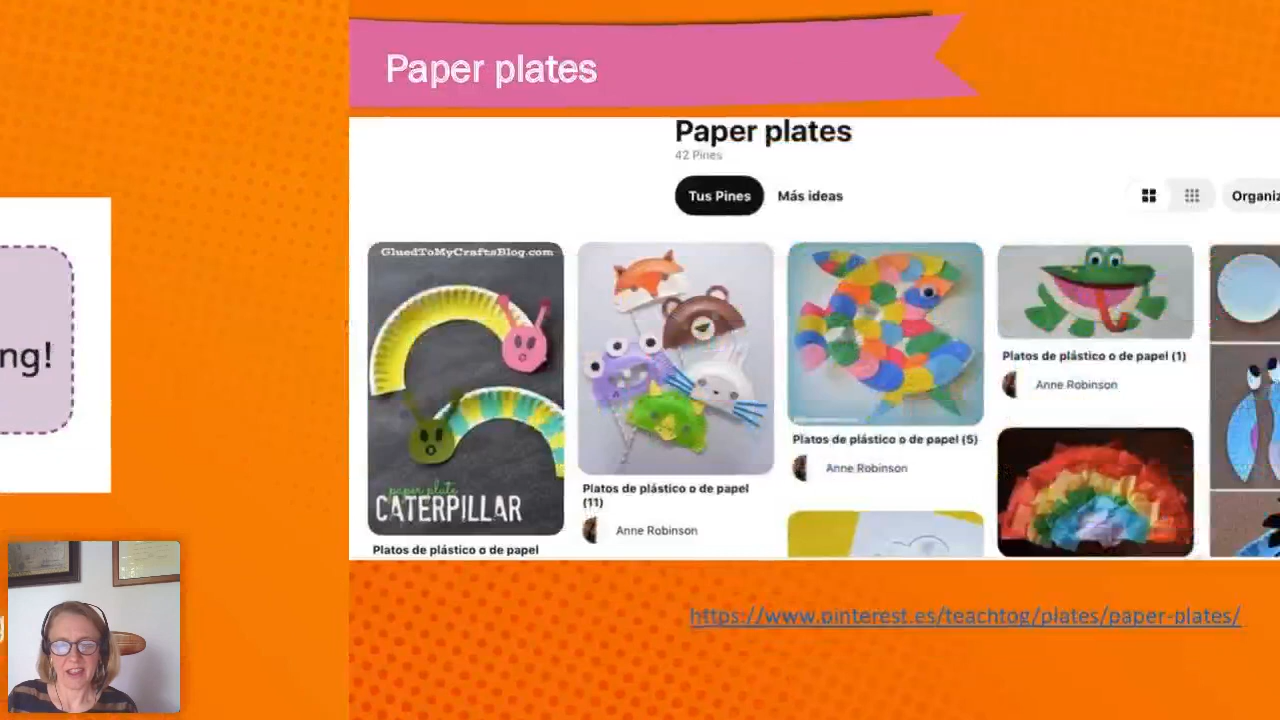 Paper plates
Paper plates
42 Pines
Tus Pines
Más ideas
Organiz
GluedToMyCraftsBlog.com
paper plate
CATERPILLAR
Platos de plástico o de papel
Platos de plástico o de papel
(11)
Anne Robinson
Platos de plástico o de papel (5)
Anne Robinson
Platos de plástico o de papel (1)
Anne Robinson
ng!
g
https://www.pinterest.es/teachtog/plates/paper-plates/